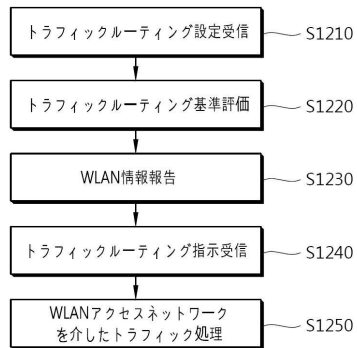 トラフィックルーティング設定受信
S1210
トラフィックルーティング基準評価
S1220
WLAN情報報告
S1230
トラフィックルーティング指示受信
S1240
WLANアクセスネットワーク
を介したトラフィック処理
S1250